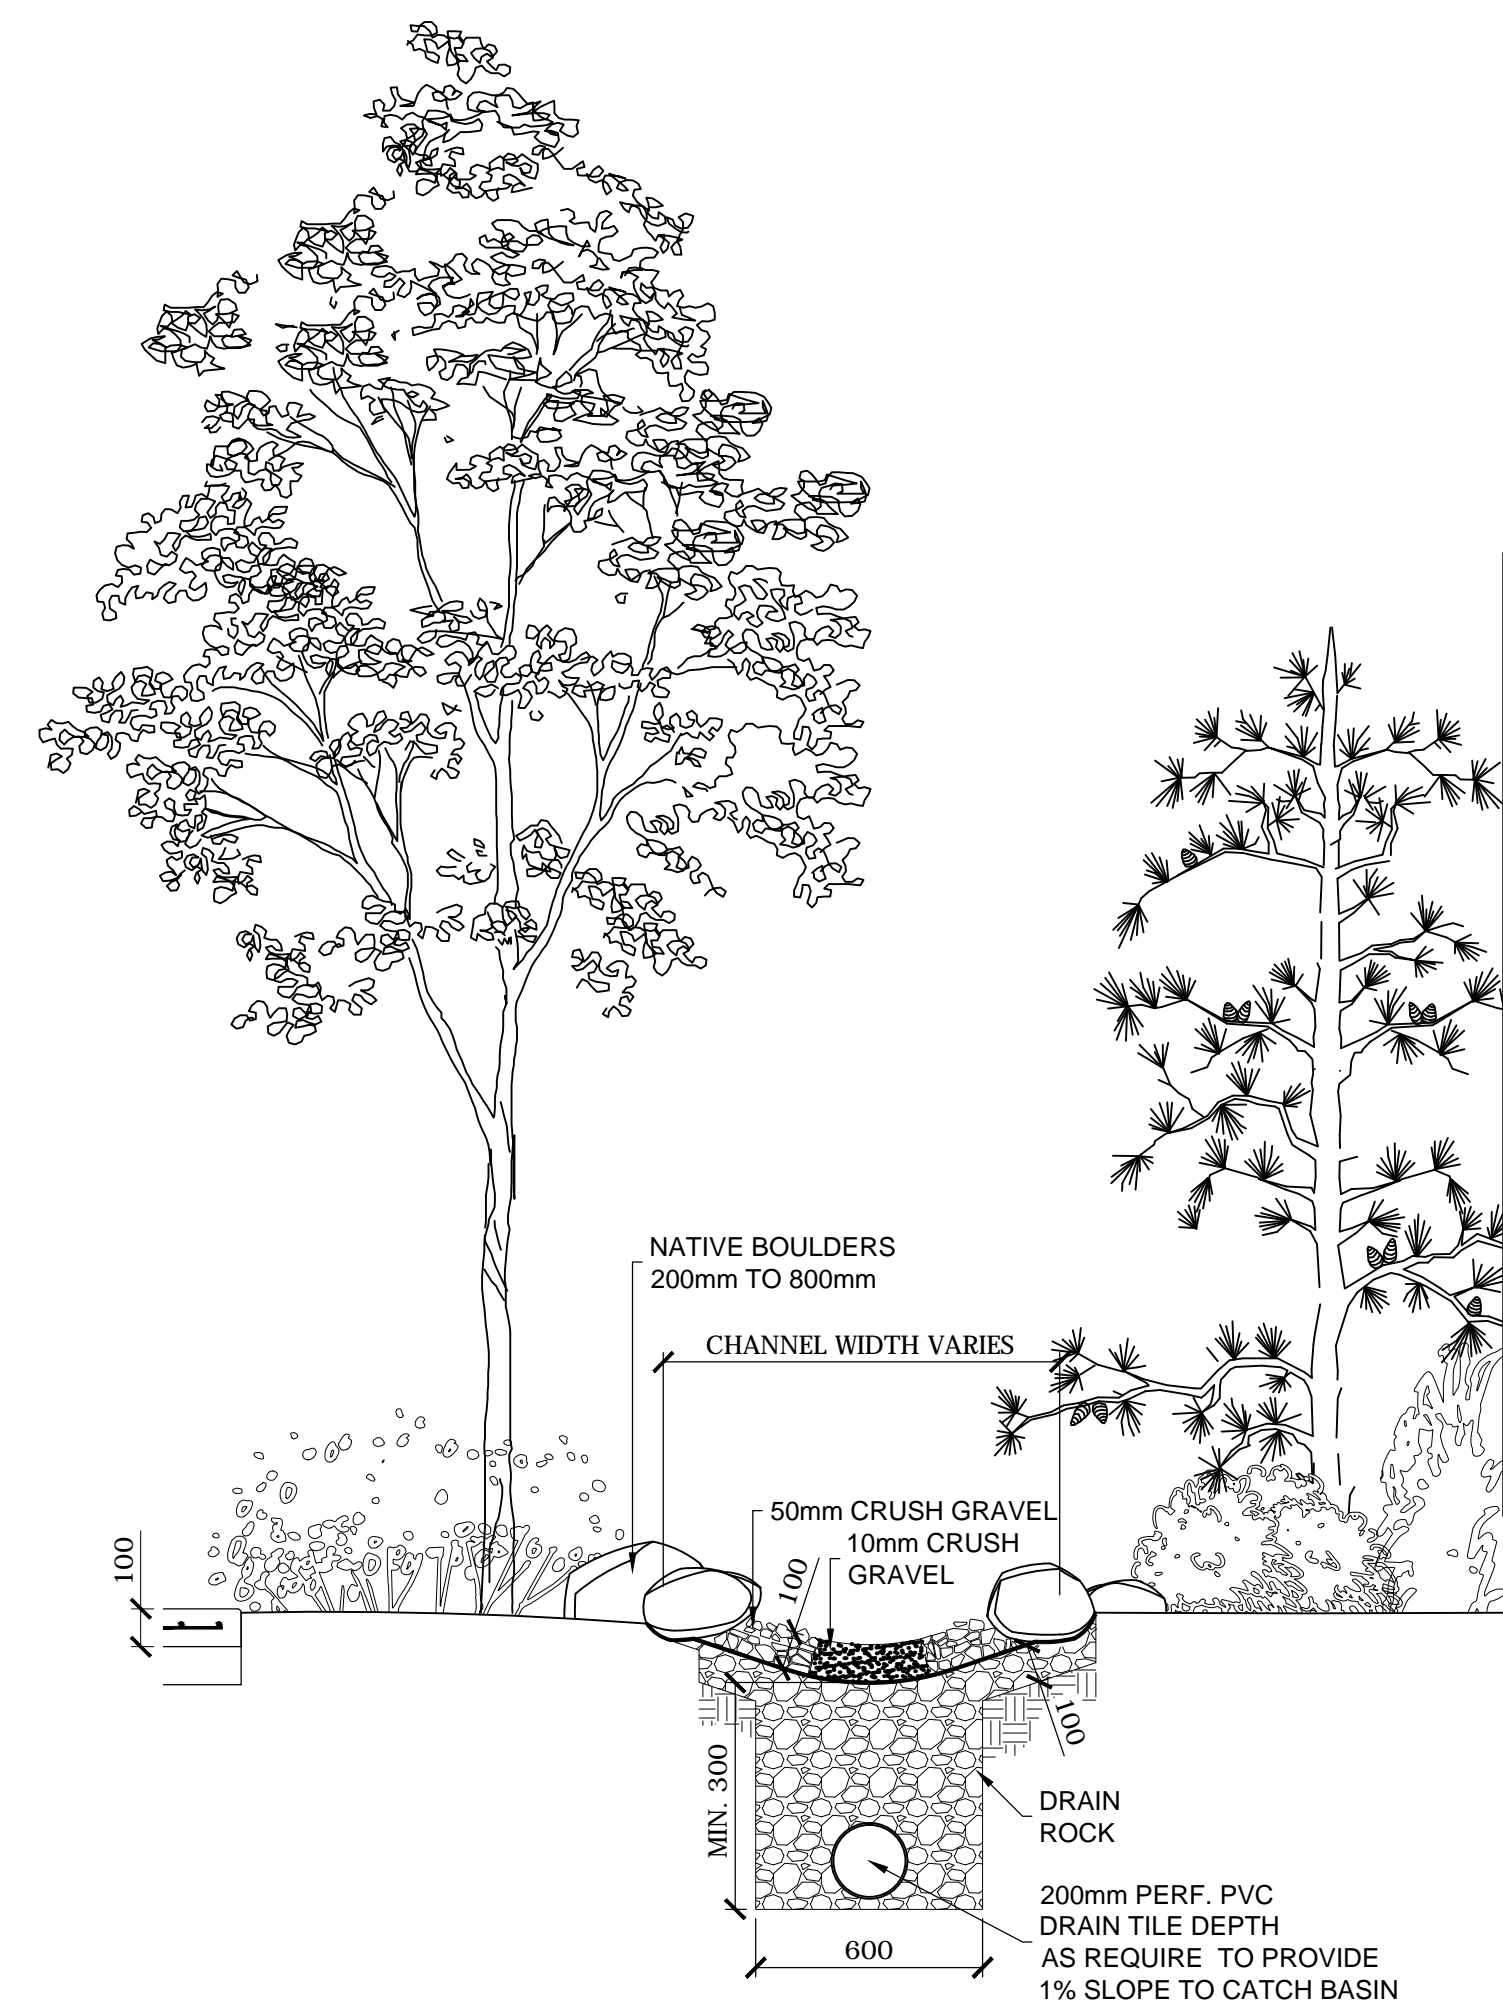 NATIVE BOULDERS
200mm TO 800mm
CHANNEL WIDTH VARIES
50mm CRUSH GRAVEL
10mm CRUSH
GRAVEL
100
100
100
MIN. 300
DRAIN
ROCK
200mm PERF. PVC
DRAIN TILE DEPTH
AS REQUIRE TO PROVIDE
1% SLOPE TO CATCH BASIN
600